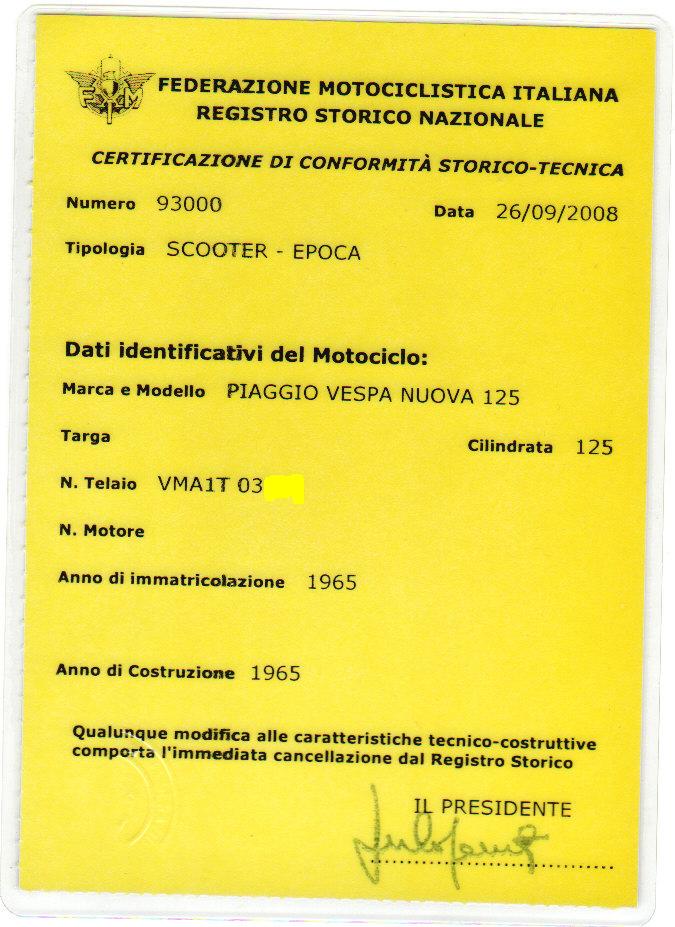 FEDERAZIONE MOTOCICLISTICA ITALIANA
REGISTRO STORICO NAZIONALE
CERTIFICAZIONE DI CONFORMITÀ STORICO-TECNICA
Numero 93000
Data 26/09/2008
Tipologia SCOOTER - EPOCA
Dati identificativi del Motociclo:
Marca e Modello PIAGGIO VESPA NUOVA 125
Targa
Cilindrata 125
N. Telaio VMA1T 03
N. Motore
Anno di immatricolazione 1965
Anno di Costruzione 1965
Qualunque modifica alle caratteristiche tecnico-costruttive
comporta l'immediata cancellazione dal Registro Storico
IL PRESIDENTE